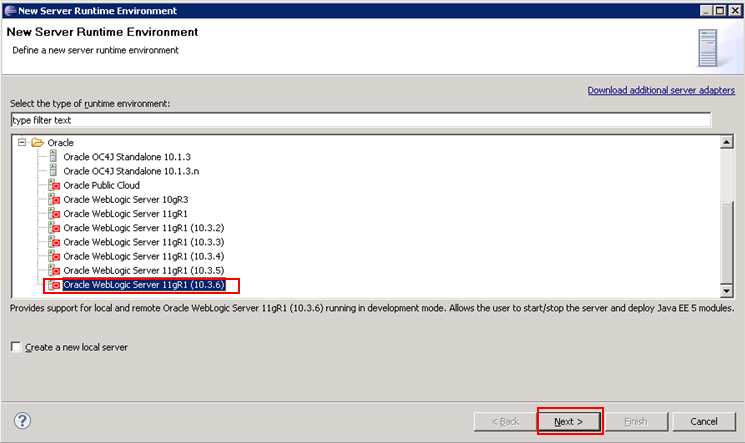 New Server Runtime Environment
New Server Runtime Environment
Define a new server runtime environment
Download additional server adapters
Select the type of runtime environment:
type filter text
Oracle
Oracle OC4J Standalone 10.1.3
Oracle OC4J Standalone 10.1.3.n
Oracle Public Cloud
Oracle WebLogic Server 10gR3
Oracle WebLogic Server 11gR1
Oracle WebLogic Server 11gR1 (10.3.2)
Oracle WebLogic Server 11gR1 (10.3.3)
Oracle WebLogic Server 11gR1 (10.3.4)
Oracle WebLogic Server 11gR1 (10.3.5)
Oracle WebLogic Server 11gR1 (10.3.6)
Provides support for local and remote Oracle WebLogic Server 11gR1 (10.3.6) running in development mode. Allows the user to start/stop the server and deploy Java EE 5 modules.
Create a new local server
? < Back Next > Finish Cancel